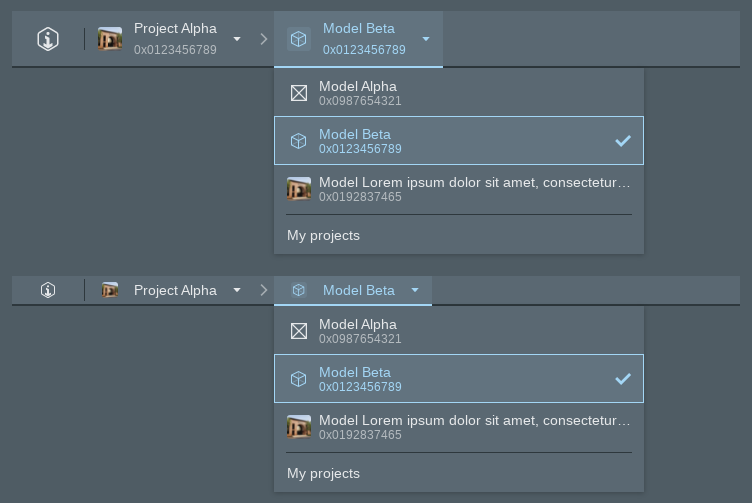 Project Alpha
0x0123456789
Model Beta
0x0123456789
Model Alpha
0x0987654321
Model Beta
0x0123456789
Model Lorem ipsum dolor sit amet, consectetur…
0x0192837465
My projects
Project Alpha
Model Beta
Model Alpha
0x0987654321
Model Beta
0x0123456789
Model Lorem ipsum dolor sit amet, consectetur…
0x0192837465
My projects